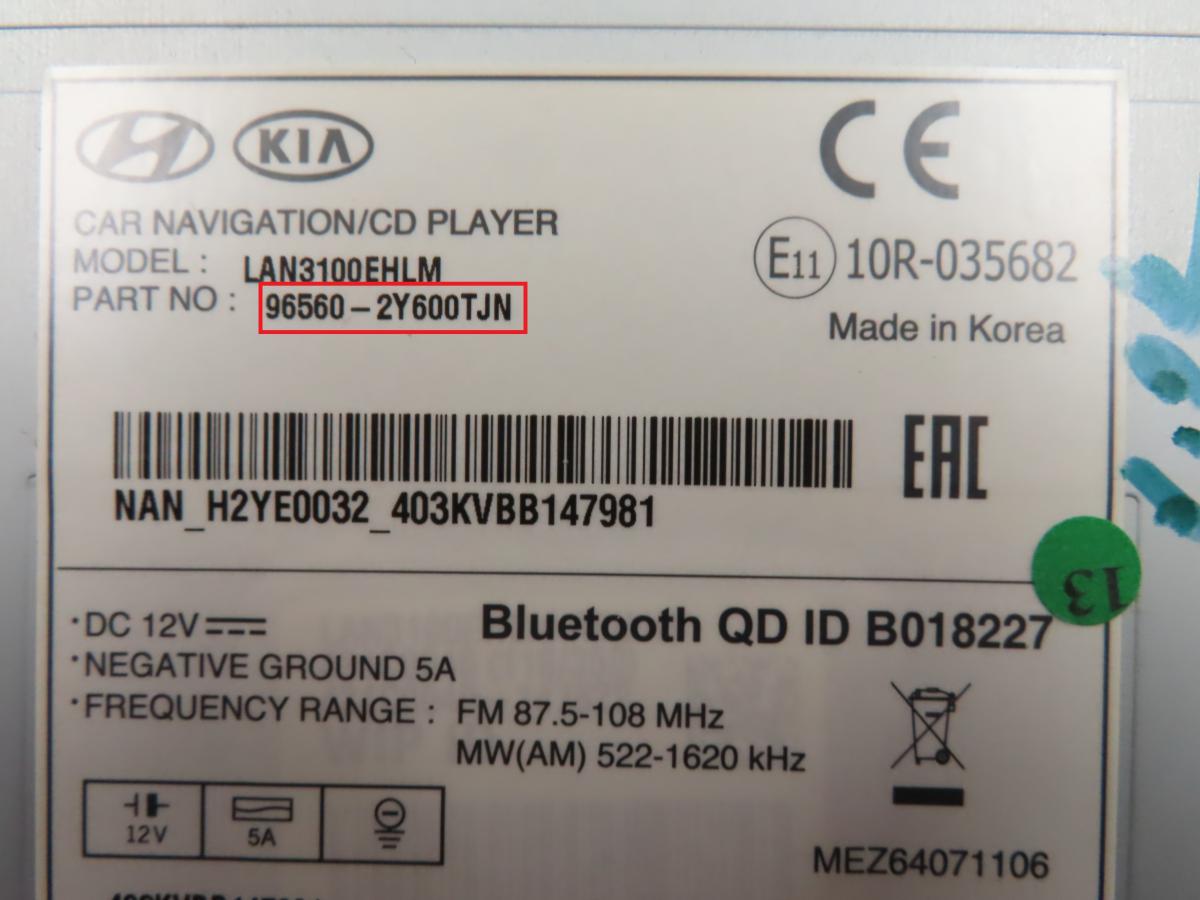 KIA
CE
CAR NAVIGATION/CD PLAYER
MODEL : LAN3100EHLM
PART NO : 96560-2Y600TJN
E11 10R-035682
Made in Korea
EAC
NAN_H2YE0032_403KVBB147981
13
·DC 12V
Bluetooth QD ID B018227
·NEGATIVE GROUND 5A
·FREQUENCY RANGE : FM 87.5-108 MHz
MW(AM) 522-1620 kHz
12V
5A
MEZ64071106